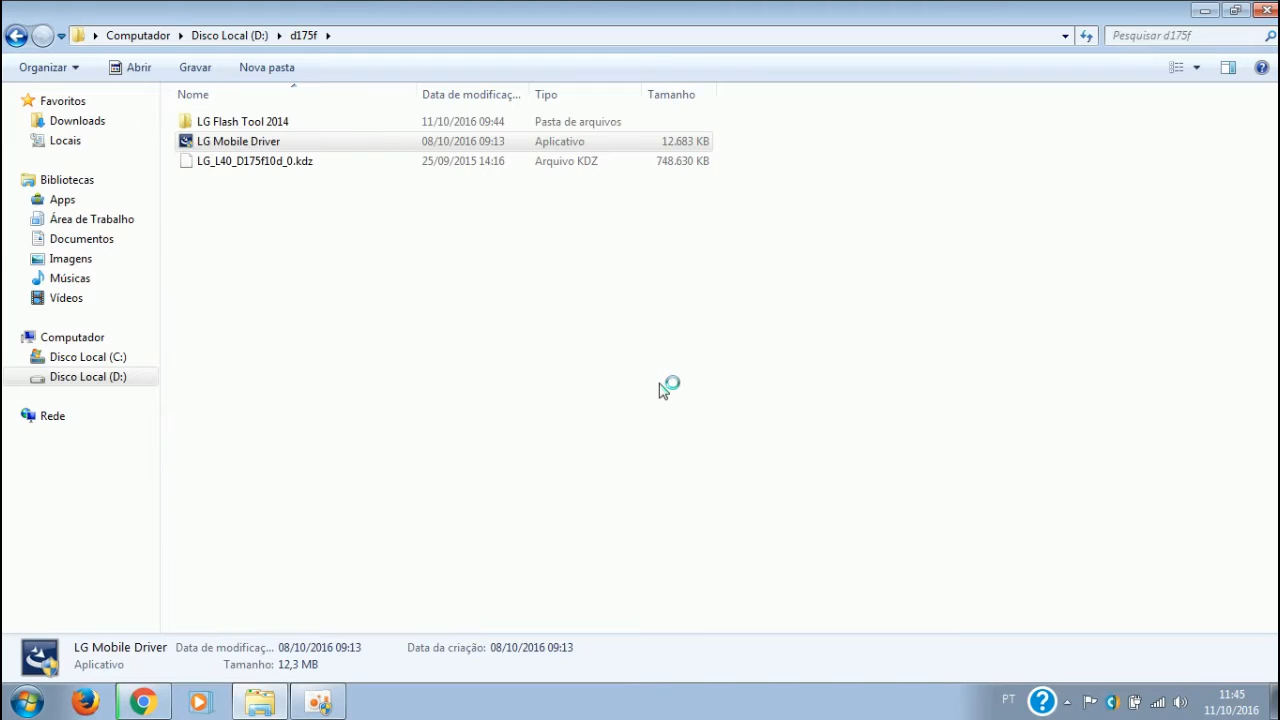 Computador Disco Local (D:) d175f Pesquisar d175f
Organizar Abrir Gravar Nova pasta
Nome Data de modificaç... Tipo Tamanho
LG Flash Tool 2014 11/10/2016 09:44 Pasta de arquivos
LG Mobile Driver 08/10/2016 09:13 Aplicativo 12.683 KB
LG_L40_D175f10d_0.kdz 25/09/2015 14:16 Arquivo KDZ 748.630 KB
Favoritos
Downloads
Locais
Bibliotecas
Apps
Área de Trabalho
Documentos
Imagens
Músicas
Vídeos
Computador
Disco Local (C:)
Disco Local (D:)
Rede
LG Mobile Driver Data de modificaç... 08/10/2016 09:13 Data da criação: 08/10/2016 09:13
Aplicativo Tamanho: 12,3 MB
PT 11:45
11/10/2016